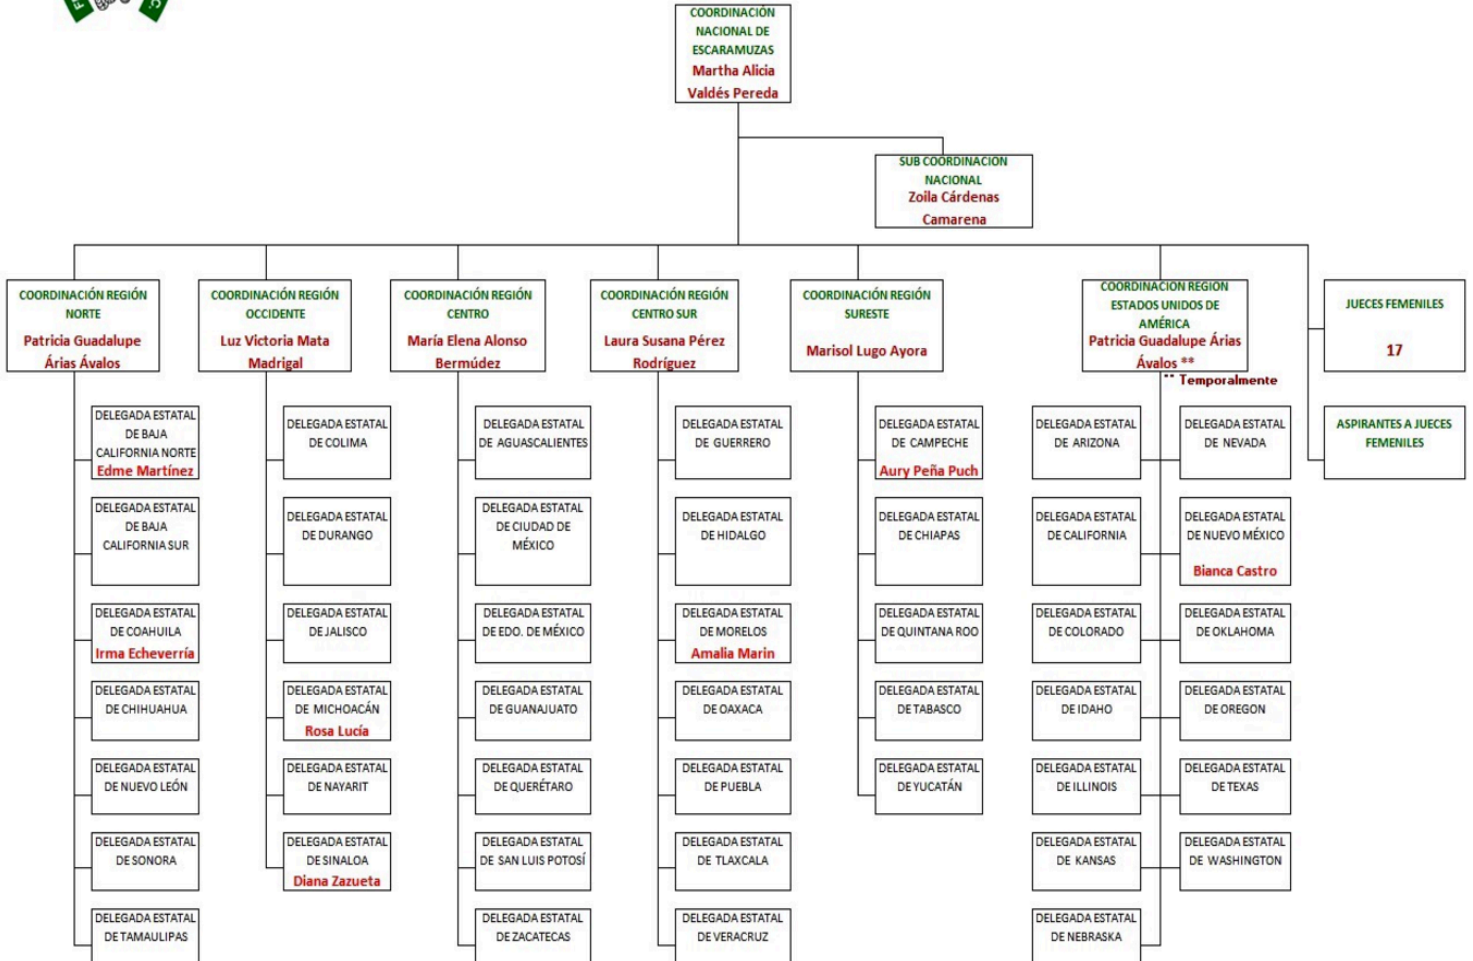 COORDINACIÓN
NACIONAL DE
ESCARAMUZAS
Martha Alicia
Valdés Pereda
SUB COORDINACION
NACIONAL
Zoila Cárdenas
Camarena
COORDINACIÓN REGIÓN
NORTE
Patricia Guadalupe
Árias Ávalos
COORDINACIÓN REGIÓN
OCCIDENTE
Luz Victoria Mata
Madrigal
COORDINACIÓN REGIÓN
CENTRO
María Elena Alonso
Bermúdez
COORDINACIÓN REGIÓN
CENTRO SUR
Laura Susana Pérez
Rodríguez
COORDINACIÓN REGIÓN
SURESTE
Marisol Lugo Ayora
COORDINACIÓN REGION
ESTADOS UNIDOS DE
AMÉRICA
Patricia Guadalupe Árias
Ávalos **
** Temporalmente
JUECES FEMENILES
17
ASPIRANTES A JUECES
FEMENILES
DELEGADA ESTATAL
DE BAJA
CALIFORNIA NORTE
Edme Martínez
DELEGADA ESTATAL
DE BAJA
CALIFORNIA SUR
DELEGADA ESTATAL
DE COAHUILA
Irma Echeverría
DELEGADA ESTATAL
DE CHIHUAHUA
DELEGADA ESTATAL
DE NUEVO LEÓN
DELEGADA ESTATAL
DE SONORA
DELEGADA ESTATAL
DE TAMAULIPAS
DELEGADA ESTATAL
DE COLIMA
DELEGADA ESTATAL
DE DURANGO
DELEGADA ESTATAL
DE JALISCO
DELEGADA ESTATAL
DE MICHOACÁN
Rosa Lucía
DELEGADA ESTATAL
DE NAYARIT
DELEGADA ESTATAL
DE SINALOA
Diana Zazueta
DELEGADA ESTATAL
DE AGUASCALIENTES
DELEGADA ESTATAL
DE CIUDAD DE
MÉXICO
DELEGADA ESTATAL
DE EDO. DE MÉXICO
DELEGADA ESTATAL
DE GUANAJUATO
DELEGADA ESTATAL
DE QUERÉTARO
DELEGADA ESTATAL
DE SAN LUIS POTOSÍ
DELEGADA ESTATAL
DE ZACATECAS
DELEGADA ESTATAL
DE GUERRERO
DELEGADA ESTATAL
DE HIDALGO
DELEGADA ESTATAL
DE MORELOS
Amalia Marin
DELEGADA ESTATAL
DE OAXACA
DELEGADA ESTATAL
DE PUEBLA
DELEGADA ESTATAL
DE TLAXCALA
DELEGADA ESTATAL
DE VERACRUZ
DELEGADA ESTATAL
DE CAMPECHE
Aury Peña Puch
DELEGADA ESTATAL
DE CHIAPAS
DELEGADA ESTATAL
DE QUINTANA ROO
DELEGADA ESTATAL
DE TABASCO
DELEGADA ESTATAL
DE YUCATÁN
DELEGADA ESTATAL
DE ARIZONA
DELEGADA ESTATAL
DE CALIFORNIA
DELEGADA ESTATAL
DE COLORADO
DELEGADA ESTATAL
DE IDAHO
DELEGADA ESTATAL
DE ILLINOIS
DELEGADA ESTATAL
DE KANSAS
DELEGADA ESTATAL
DE NEBRASKA
DELEGADA ESTATAL
DE NEVADA
DELEGADA ESTATAL
DE NUEVO MÉXICO
Bianca Castro
DELEGADA ESTATAL
DE OKLAHOMA
DELEGADA ESTATAL
DE OREGON
DELEGADA ESTATAL
DE TEXAS
DELEGADA ESTATAL
DE WASHINGTON